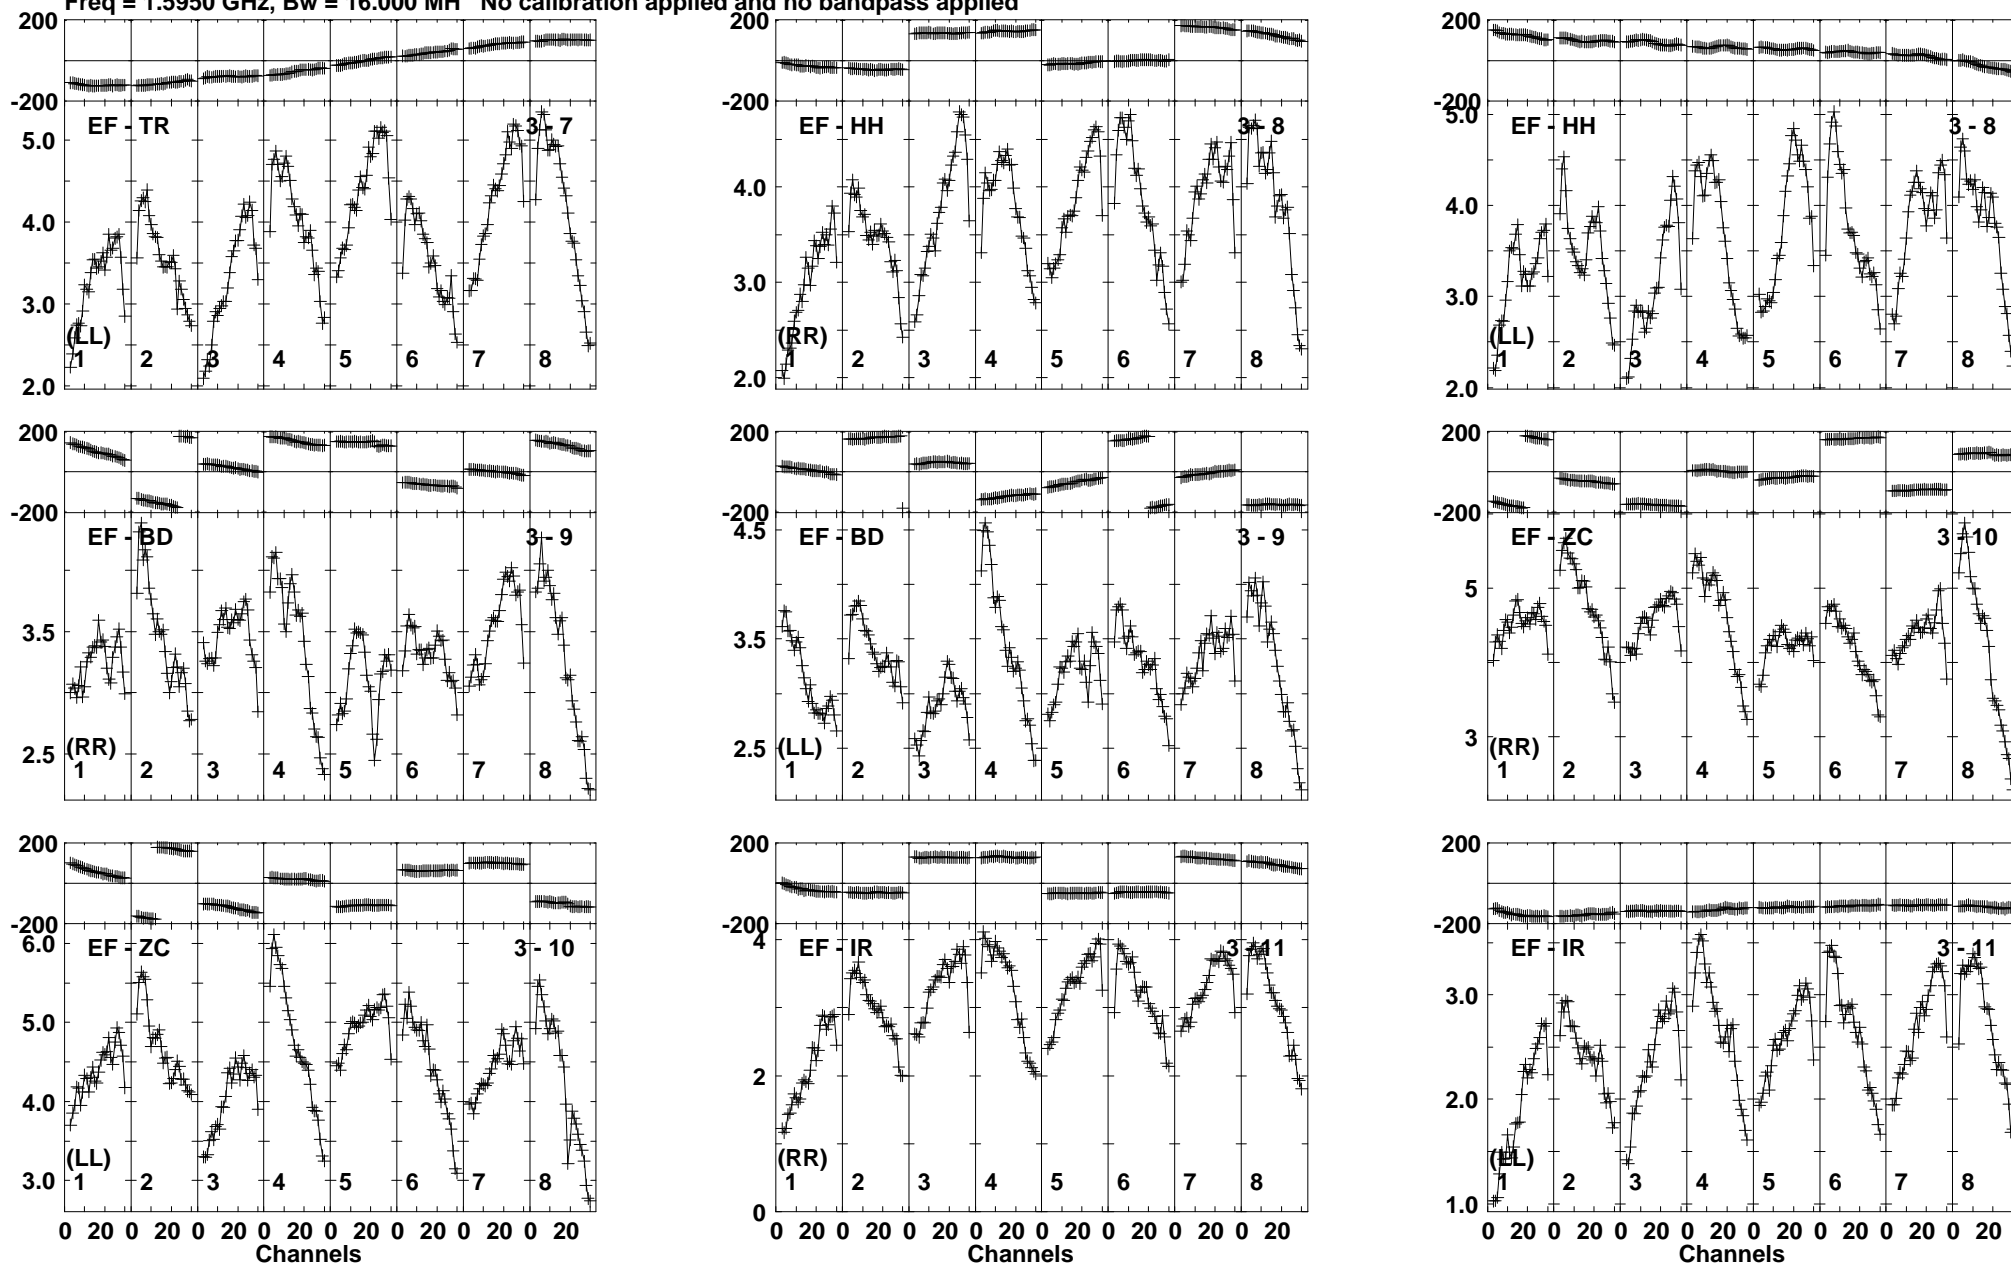 Freq = 1.5950 GHz, Bw = 16.000 MH No calibration applied and no bandpass applied
200 200 200
-200 -200 -200
EF - TR 3 - 7 EF - HH 3 - 8 EF - HH 3 - 8
5.0 5.0
4.0 4.0 4.0
3.0 3.0 3.0
2.0 2.0 2.0
(LL) (RR) (LL)
1 2 3 4 5 6 7 8 1 2 3 4 5 6 7 8 1 2 3 4 5 6 7 8
200 200 200
-200 -200 -200
EF - BD 3 - 9 EF - BD 3 - 9 EF - ZC 3 - 10
4.5
3.5 3.5 5
2.5 2.5 3
(RR) (LL) (RR)
1 2 3 4 5 6 7 8 1 2 3 4 5 6 7 8 1 2 3 4 5 6 7 8
200 200 200
-200 -200 -200
EF - ZC 3 - 10 EF - IR 3 - 11 EF - IR 3 - 11
6.0 4
5.0 3.0
4.0 2 2.0
3.0 0 1.0
(LL) (RR) (LL)
1 2 3 4 5 6 7 8 1 2 3 4 5 6 7 8 1 2 3 4 5 6 7 8
0 20 0 20 0 20 0 20 0 20 0 20 0 20 0 20 0 20 0 20 0 20 0 20 0 20 0 20 0 20 0 20 0 20 0 20 0 20 0 20 0 20 0 20 0 20 0 20
Channels Channels Channels